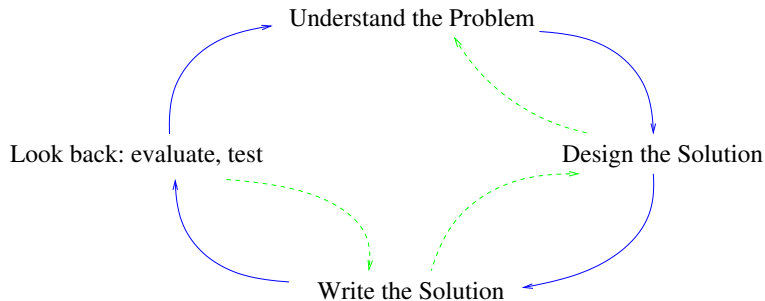 Understand the Problem
Look back: evaluate, test
Design the Solution
Write the Solution